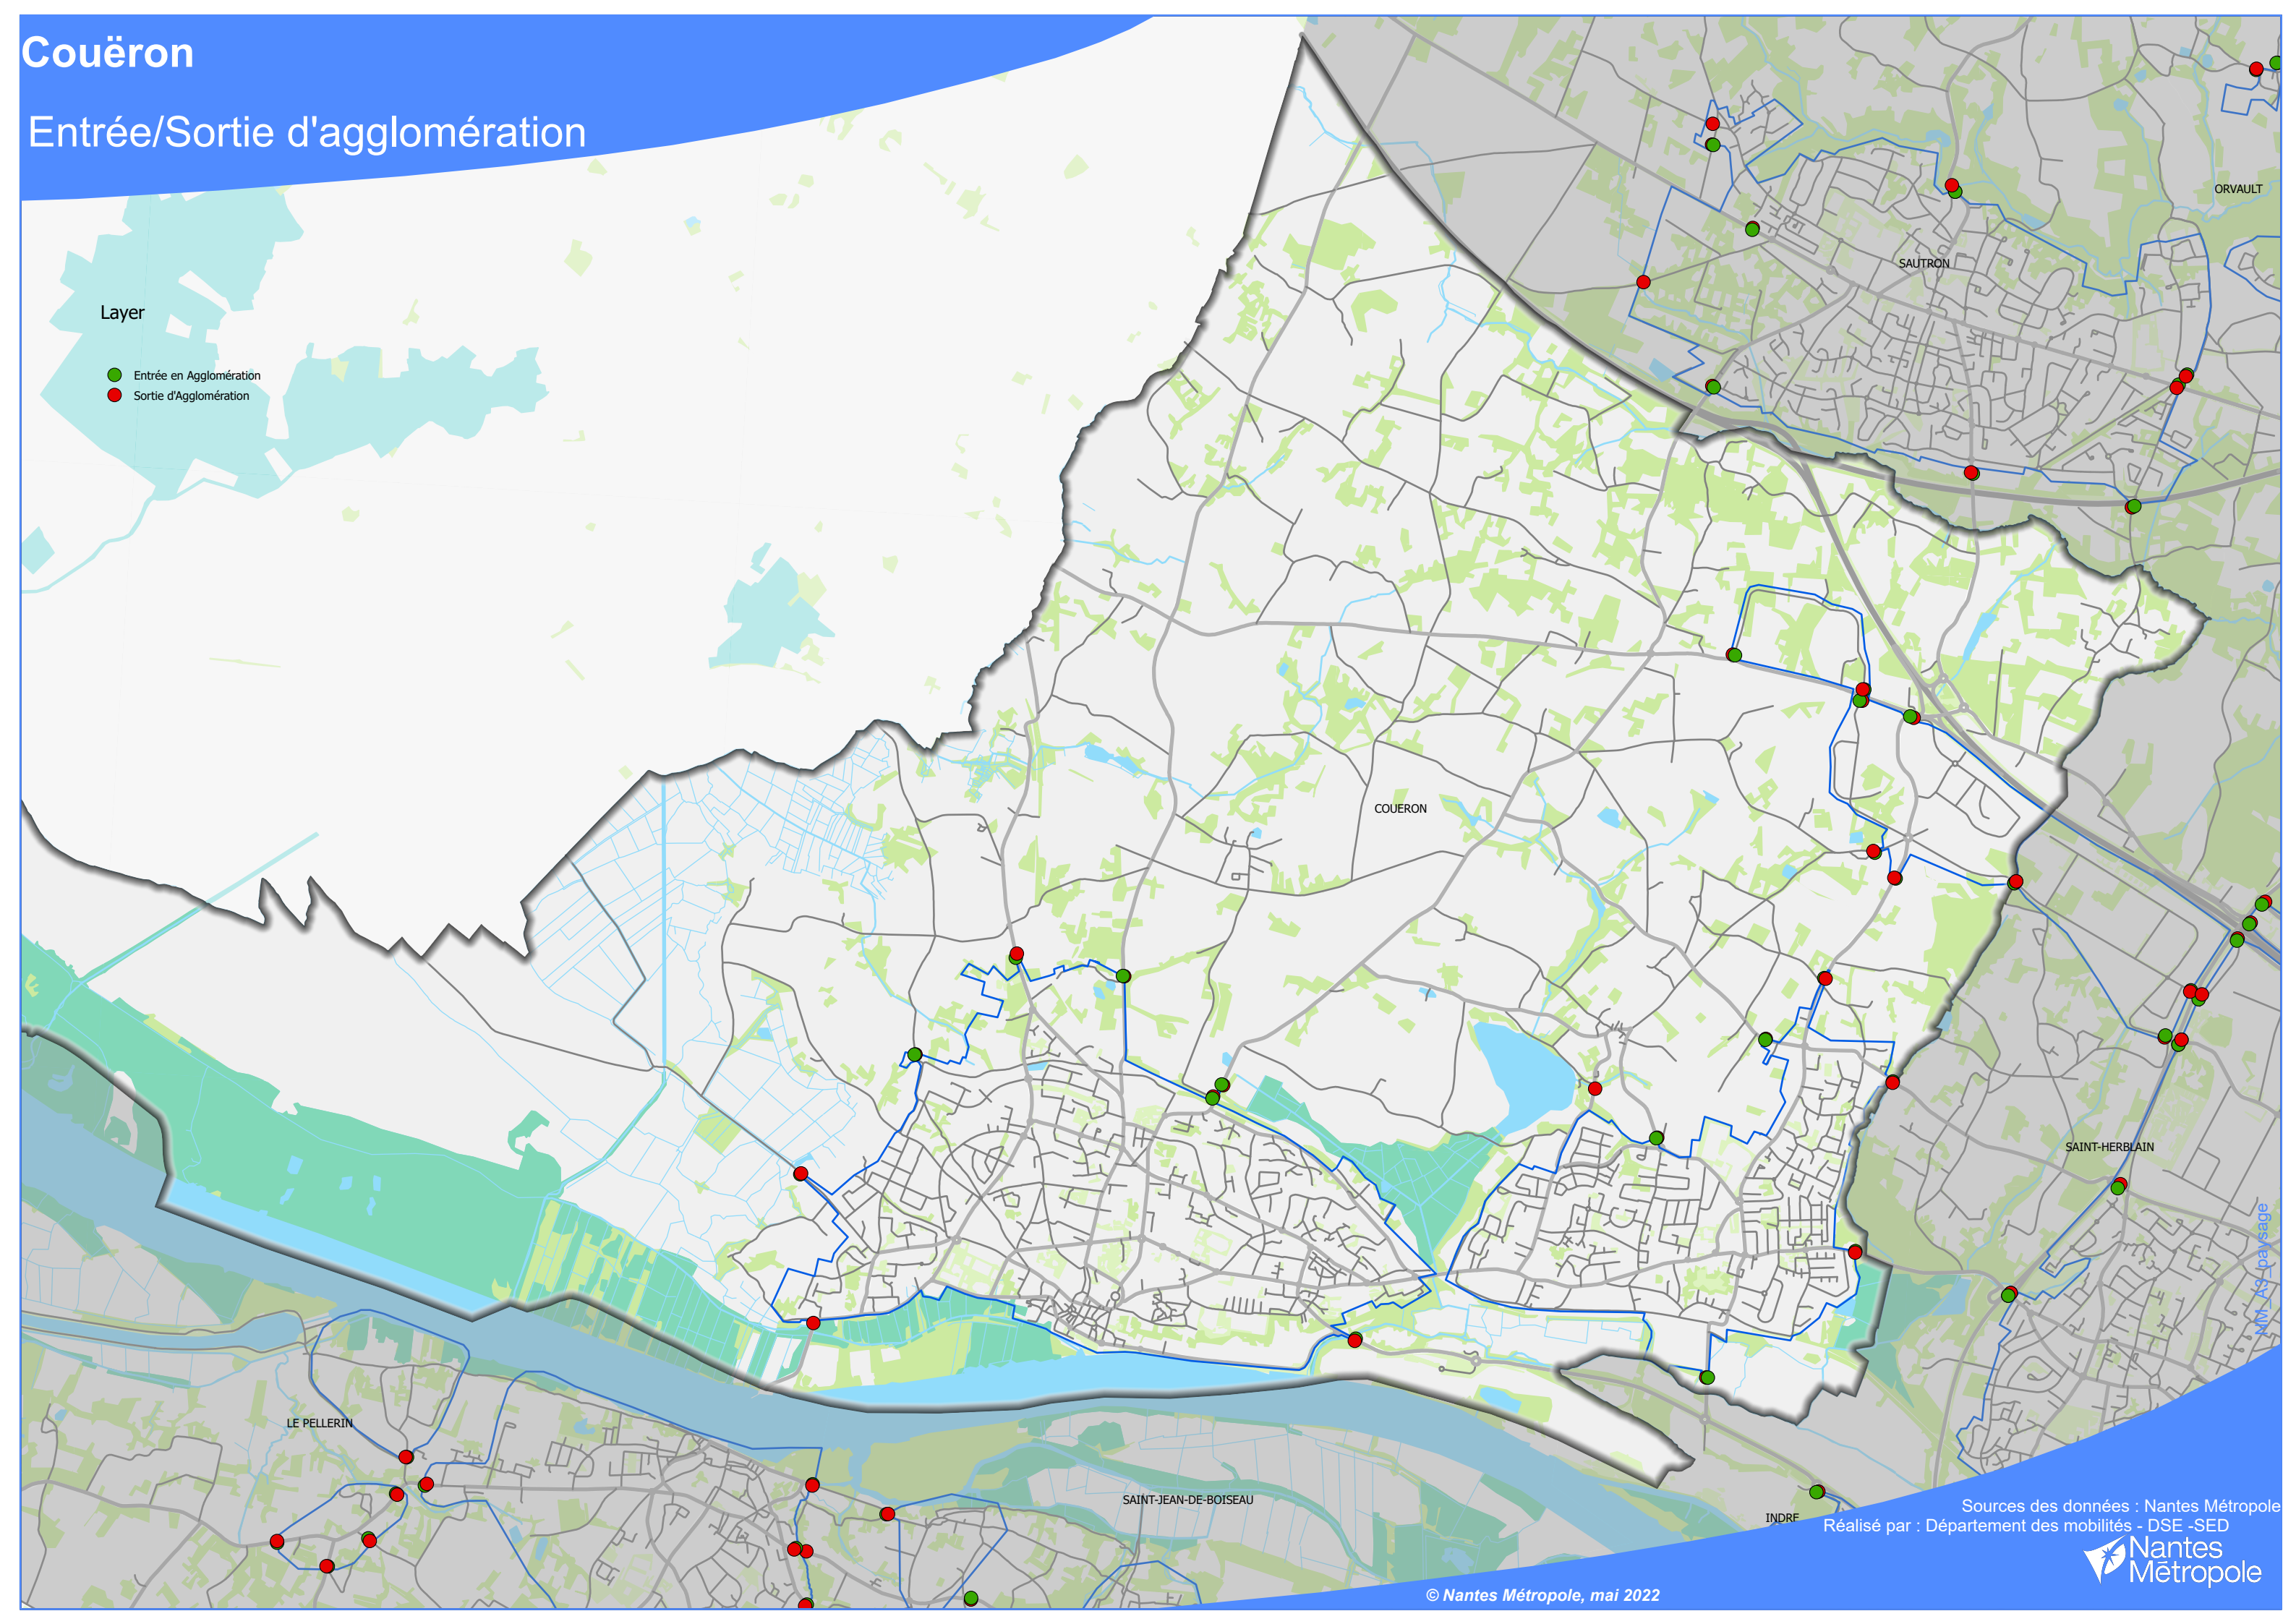 Couëron
Entrée/Sortie d'agglomération
ORVAULT
SAUTRON
Layer
Entrée en Agglomération
Sortie d'Agglomération
COUERON
SAINT-HERBLAIN
NM_A3_paysage
LE PELLERIN
SAINT-JEAN-DE-BOISEAU
INDRE
Sources des données : Nantes Métropole
Réalisé par : Département des mobilités - DSE -SED
Nantes
Métropole
© Nantes Métropole, mai 2022